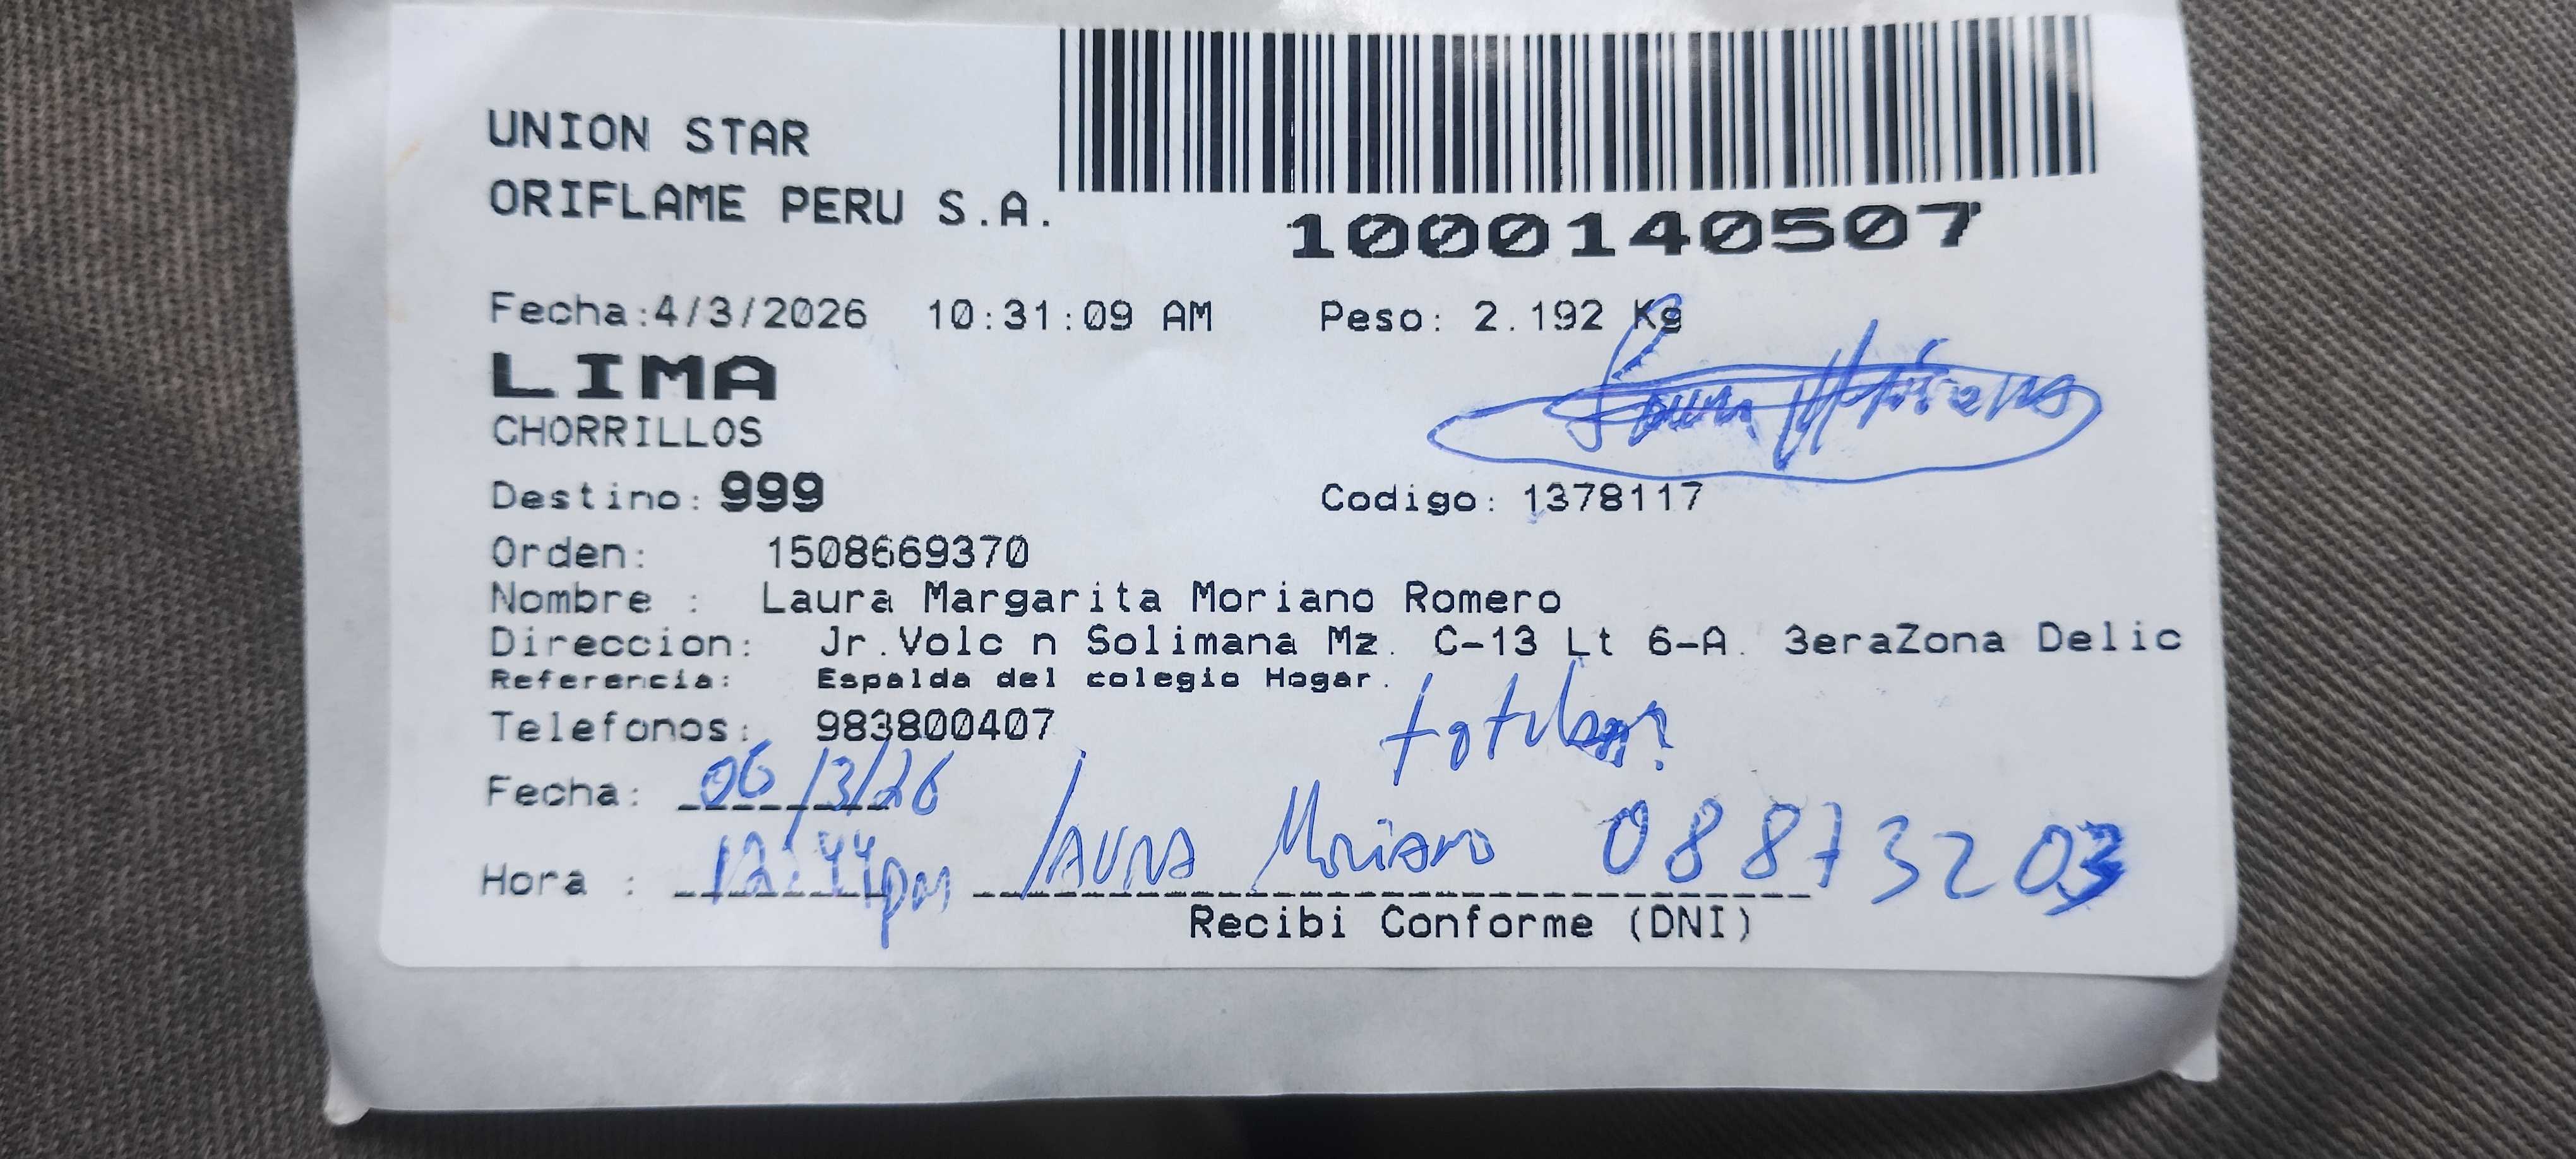 UNION STAR
ORIFLAME PERU S.A.
1000140507
Fecha:4/3/2026 10:31:09 AM Peso: 2.192 Kg
LIMA
CHORRILLOS
Destino: 999 Codigo: 1378117
Orden: 1508669370
Nombre : Laura Margarita Moriano Romero
Direccion: Jr.Volc n Solimana Mz. C-13 Lt 6-A. 3eraZona Delic
Referencia: Espalda del colegio Hogar.
Telefonos: 983800407
Fecha: 06/3/26
Hora : 12:44pm Laura Moriano 08873203
Recibi Conforme (DNI)